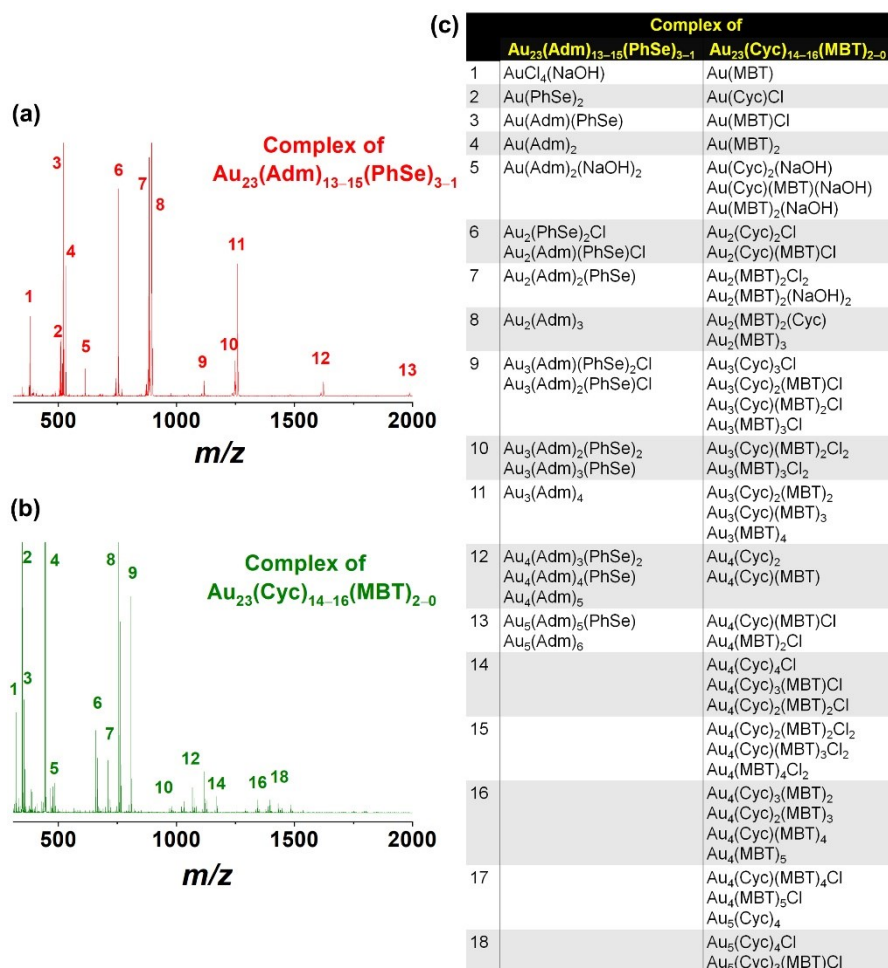 (a)
Complex of
Au₂₃(Adm)₁₃₋₁₅(PhSe)₃₋₁
3
6
7
8
4
11
1
2
10
5
9
12
13
500
1000
1500
2000
m/z
(b)
Complex of
Au₂₃(Cyc)₁₄₋₁₆(MBT)₂₋₀
2
4
8
9
3
1
6
7
5
12
10
14
16
18
500
1000
1500
2000
m/z
(c)
Complex of
Au₂₃(Adm)₁₃₋₁₅(PhSe)₃₋₁ Au₂₃(Cyc)₁₄₋₁₆(MBT)₂₋₀
1 AuCl₄(NaOH) Au(MBT)
2 Au(PhSe)₂ Au(Cyc)Cl
3 Au(Adm)(PhSe) Au(MBT)Cl
4 Au(Adm)₂ Au(MBT)₂
5 Au(Adm)₂(NaOH)₂ Au(Cyc)₂(NaOH)
Au(Cyc)(MBT)(NaOH)
Au(MBT)₂(NaOH)
6 Au₂(PhSe)₂Cl Au₂(Cyc)₂Cl
Au₂(Adm)(PhSe)Cl Au₂(Cyc)(MBT)Cl
7 Au₂(Adm)₂(PhSe) Au₂(MBT)₂Cl₂
Au₂(MBT)₂(NaOH)₂
8 Au₂(Adm)₃ Au₂(MBT)₂(Cyc)
Au₂(MBT)₃
9 Au₃(Adm)(PhSe)₂Cl Au₃(Cyc)₃Cl
Au₃(Adm)₂(PhSe)Cl Au₃(Cyc)₂(MBT)Cl
Au₃(Cyc)(MBT)₂Cl
Au₃(MBT)₃Cl
10 Au₃(Adm)₂(PhSe)₂ Au₃(Cyc)(MBT)₂Cl₂
Au₃(Adm)₃(PhSe) Au₃(MBT)₃Cl₂
11 Au₃(Adm)₄ Au₃(Cyc)₂(MBT)₂
Au₃(Cyc)(MBT)₃
Au₃(MBT)₄
12 Au₄(Adm)₃(PhSe)₂ Au₄(Cyc)₂
Au₄(Adm)₄(PhSe) Au₄(Cyc)(MBT)
Au₄(Adm)₅
13 Au₅(Adm)₅(PhSe) Au₄(Cyc)(MBT)Cl
Au₅(Adm)₆ Au₄(MBT)₂Cl
14 Au₄(Cyc)₄Cl
Au₄(Cyc)₃(MBT)Cl
Au₄(Cyc)₂(MBT)₂Cl
15 Au₄(Cyc)₂(MBT)₂Cl₂
Au₄(Cyc)(MBT)₃Cl₂
Au₄(MBT)₄Cl₂
16 Au₄(Cyc)₃(MBT)₂
Au₄(Cyc)₂(MBT)₃
Au₄(Cyc)(MBT)₄
Au₄(MBT)₅
17 Au₄(Cyc)(MBT)₄Cl
Au₄(MBT)₅Cl
Au₅(Cyc)₄
18 Au₅(Cyc)₄Cl
Au₅(Cyc)₃(MBT)Cl